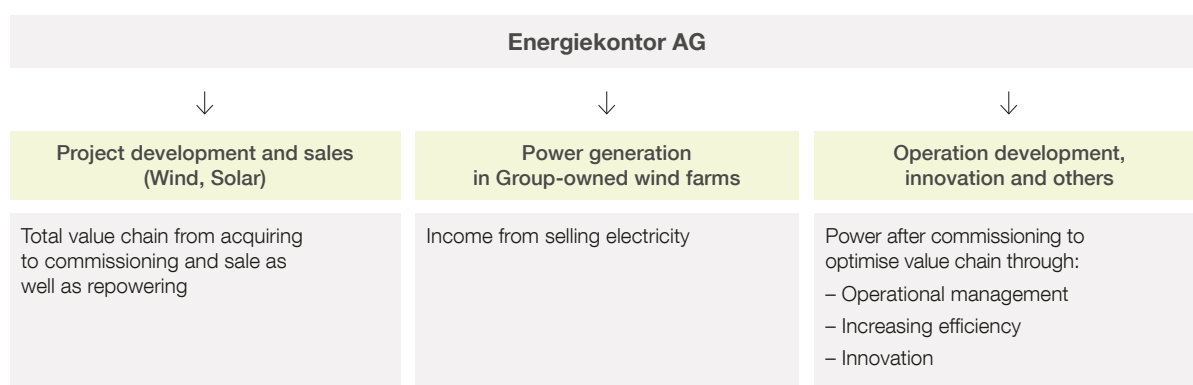 Energiekontor AG
Project development and sales
(Wind, Solar)
Total value chain from acquiring
to commissioning and sale as
well as repowering
Power generation
in Group-owned wind farms
Income from selling electricity
Operation development,
innovation and others
Power after commissioning to
optimise value chain through:
– Operational management
– Increasing efficiency
– Innovation